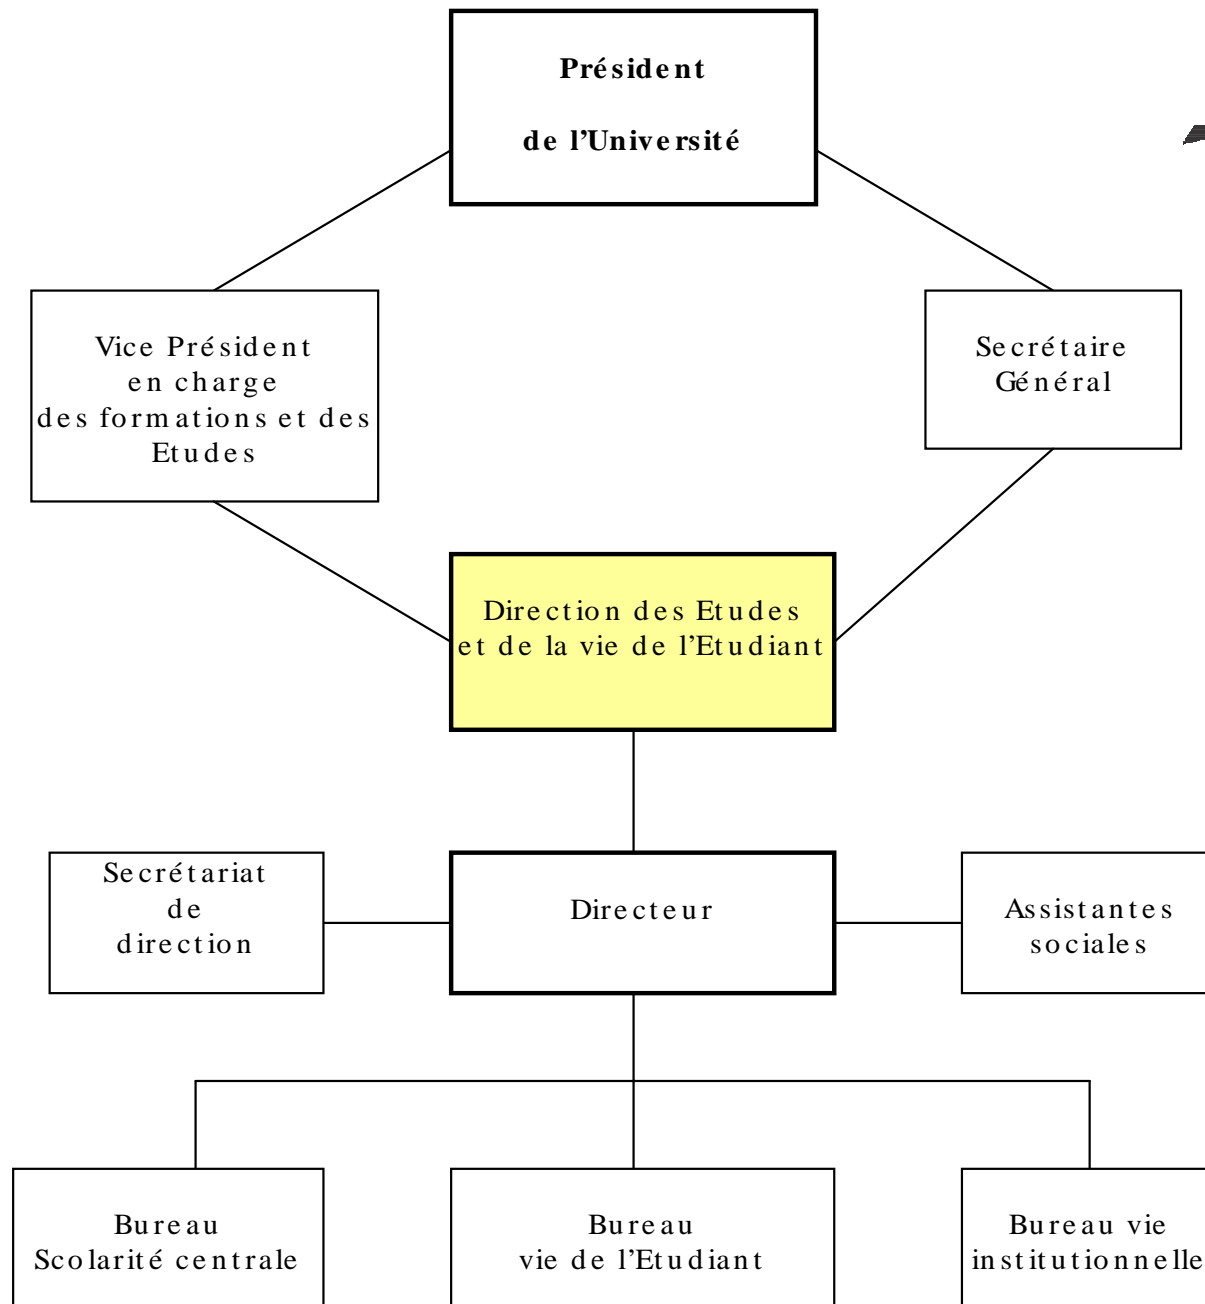 Président
de l'Université
Vice Président
en charge
des formations et des
Etudes
Secrétaire
Général
Direction des Etudes
et de la vie de l'Etudiant
Secrétariat
de
direction
Directeur
Assistantes
sociales
Bureau
Scolarité centrale
Bureau
vie de l'Etudiant
Bureau vie
institutionnelle